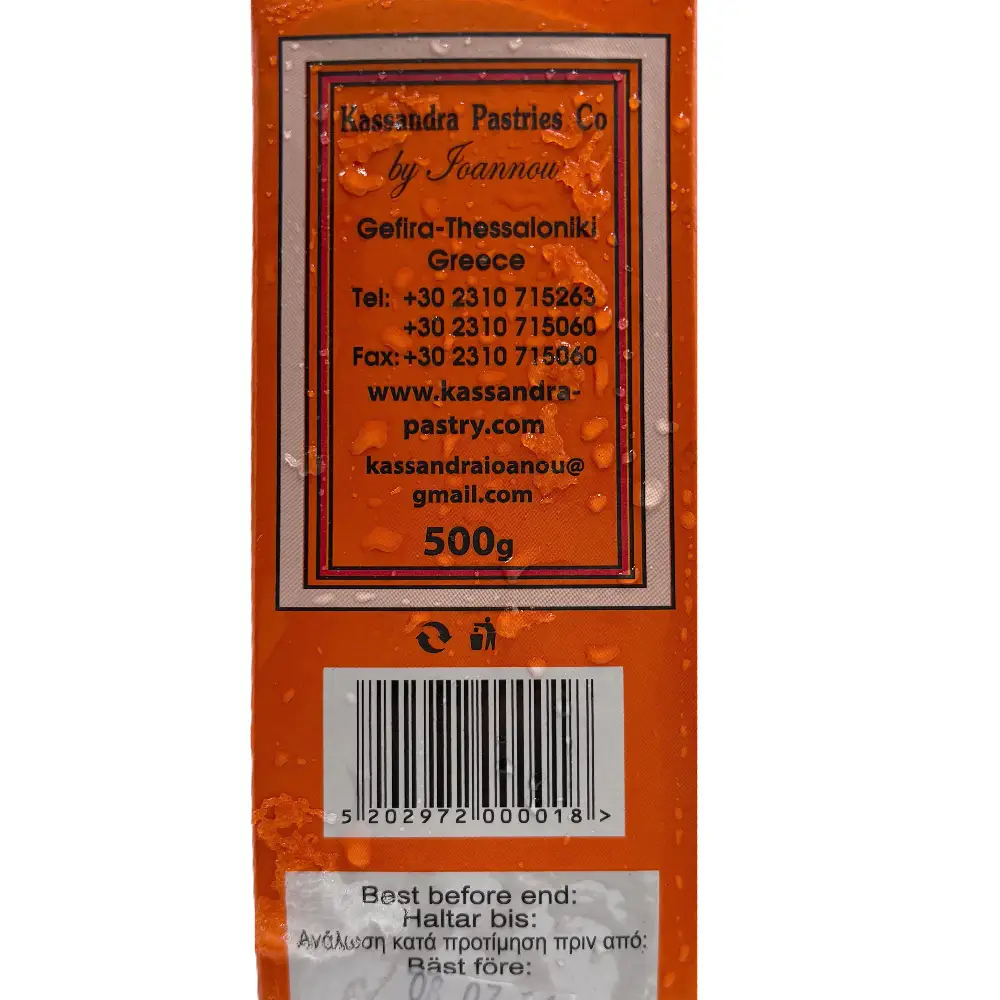 Kassandra Pastries Co
by Ioannou
Gefira-Thessaloniki
Greece
Tel: +30 2310 715263
+30 2310 715060
Fax: +30 2310 715060
www.kassandra-
pastry.com
kassandraioanou@
gmail.com
500g
5 202972 000018 >
Best before end:
Haltar bis:
Ανάλωση κατά προτίμηση πριν από:
Bäst före:
08 07